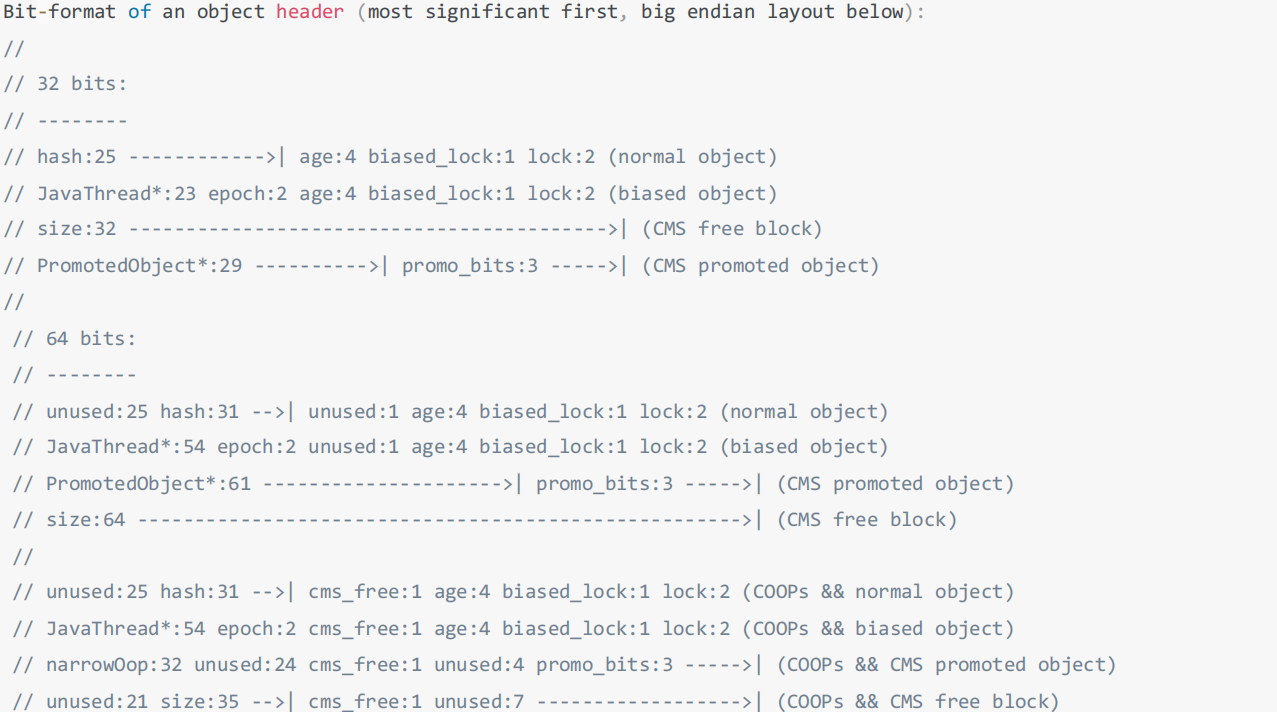 Bit-format of an object header (most significant first, big endian layout below):
//
// 32 bits:
// --------
// hash:25 ------------>| age:4 biased_lock:1 lock:2 (normal object)
// JavaThread*:23 epoch:2 age:4 biased_lock:1 lock:2 (biased object)
// size:32 ------------------------------------------>| (CMS free block)
// PromotedObject*:29 ---------->| promo_bits:3 ----->| (CMS promoted object)
//
// 64 bits:
// --------
// unused:25 hash:31 -->| unused:1 age:4 biased_lock:1 lock:2 (normal object)
// JavaThread*:54 epoch:2 unused:1 age:4 biased_lock:1 lock:2 (biased object)
// PromotedObject*:61 --------------------->| promo_bits:3 ----->| (CMS promoted object)
// size:64 ----------------------------------------------------->| (CMS free block)
//
// unused:25 hash:31 -->| cms_free:1 age:4 biased_lock:1 lock:2 (COOPs && normal object)
// JavaThread*:54 epoch:2 cms_free:1 age:4 biased_lock:1 lock:2 (COOPs && biased object)
// narrowOop:32 unused:24 cms_free:1 unused:4 promo_bits:3 ----->| (COOPs && CMS promoted object)
// unused:21 size:35 -->| cms_free:1 unused:7 ------------------>| (COOPs && CMS free block)